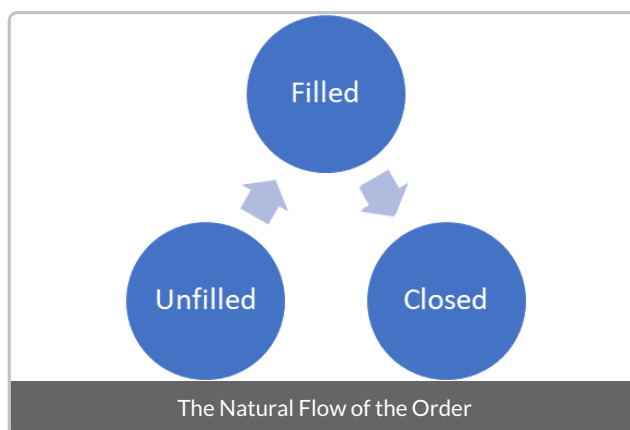 Filled
Unfilled
Closed
The Natural Flow of the Order